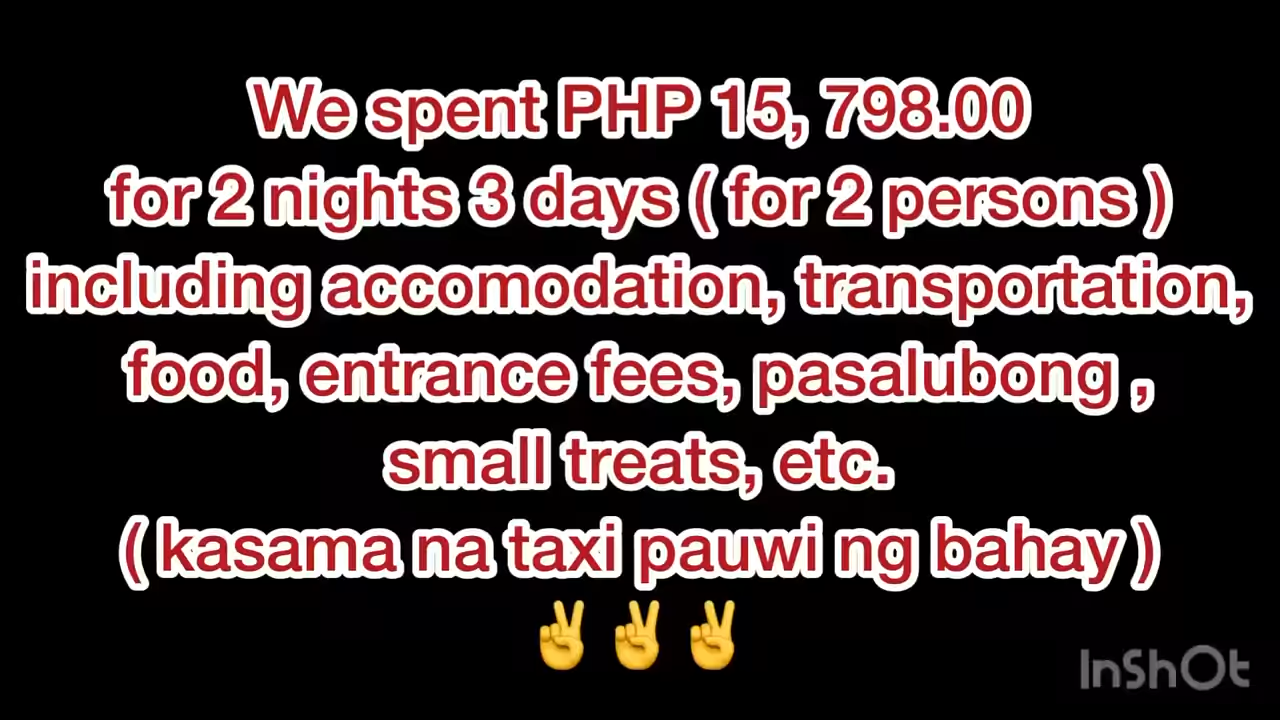 We spent PHP 15, 798.00
for 2 nights 3 days ( for 2 persons )
including accomodation, transportation,
food, entrance fees, pasalubong ,
small treats, etc.
( kasama na taxi pauwi ng bahay )
✌️✌️✌️
InShOt